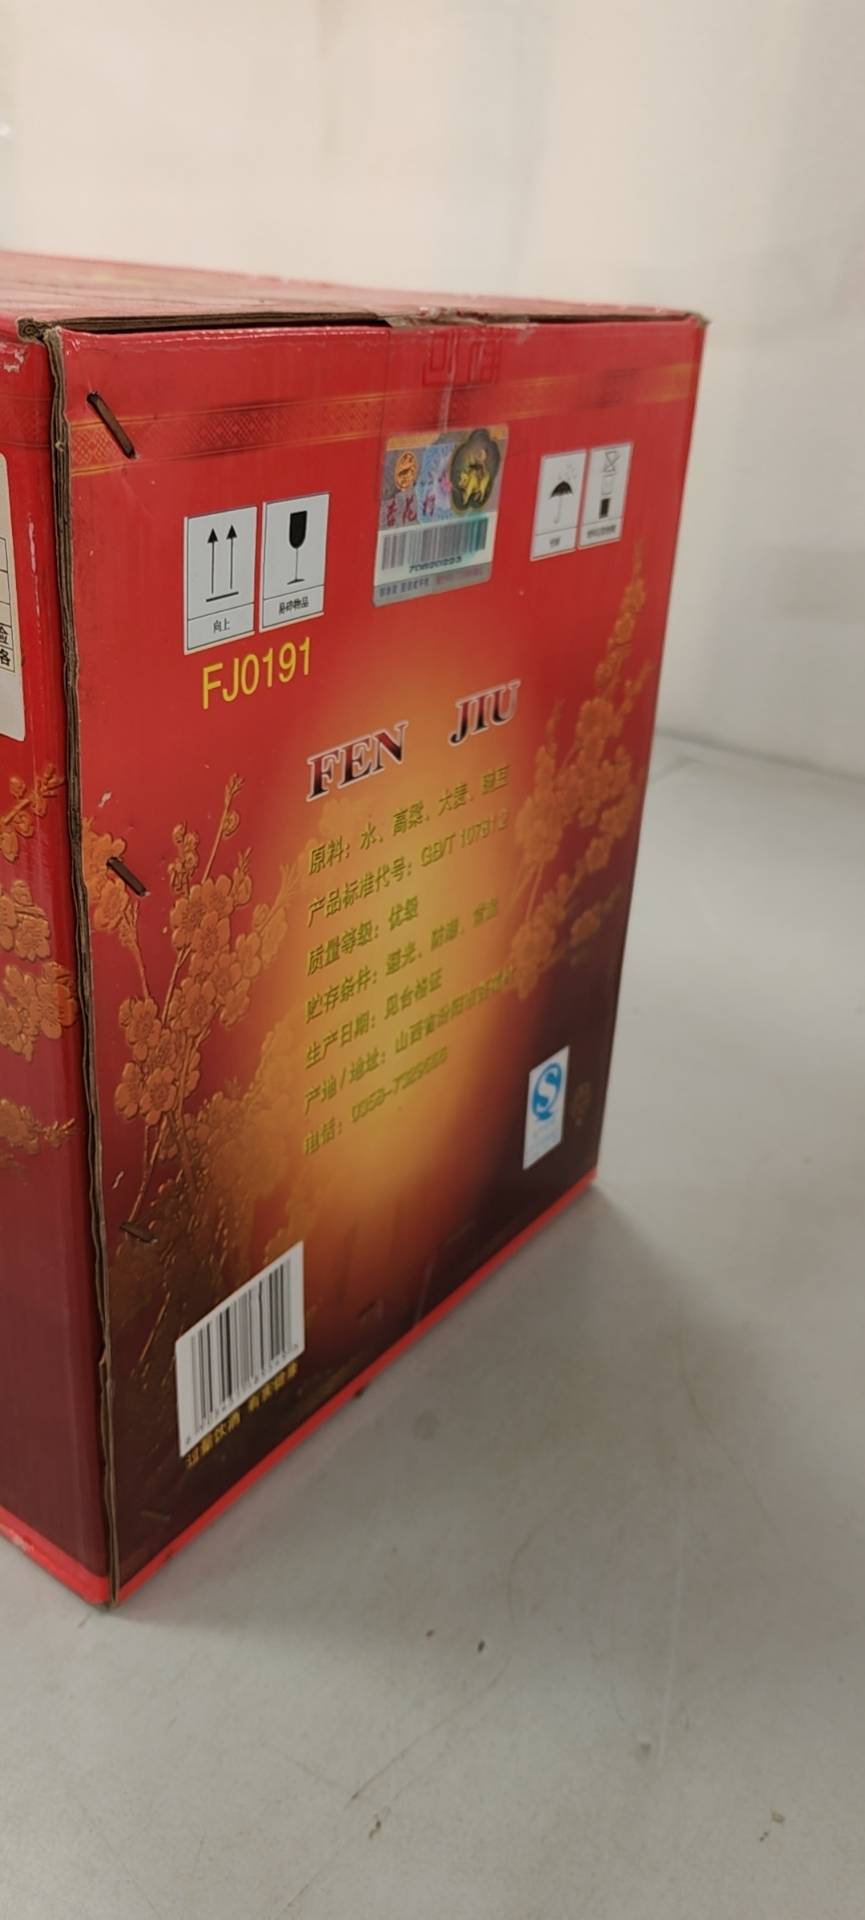 向上
易碎物品
杏花村
FJ0191
FEN JIU
原料：水、高粱、大麦、豌豆
产品标准代号：GB/T 10781.2
质量等级：优级
贮存条件：避光、防潮、常温
生产日期：见合格证
产地/地址：山西省汾阳市杏花村
电话：
过量饮酒 有害健康